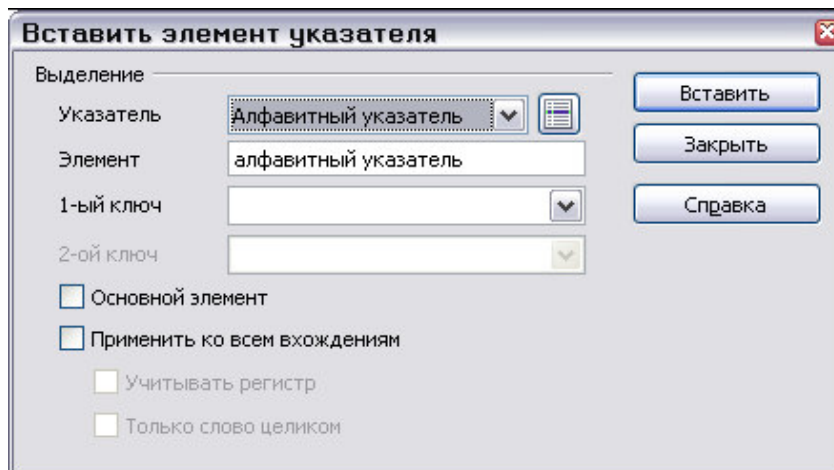 Вставить элемент указателя
Выделение
Указатель
Алфавитный указатель
Элемент
алфавитный указатель
1-ый ключ
2-ой ключ
Основной элемент
Применить ко всем вхождениям
Учитывать регистр
Только слово целиком
Вставить
Закрыть
Справка